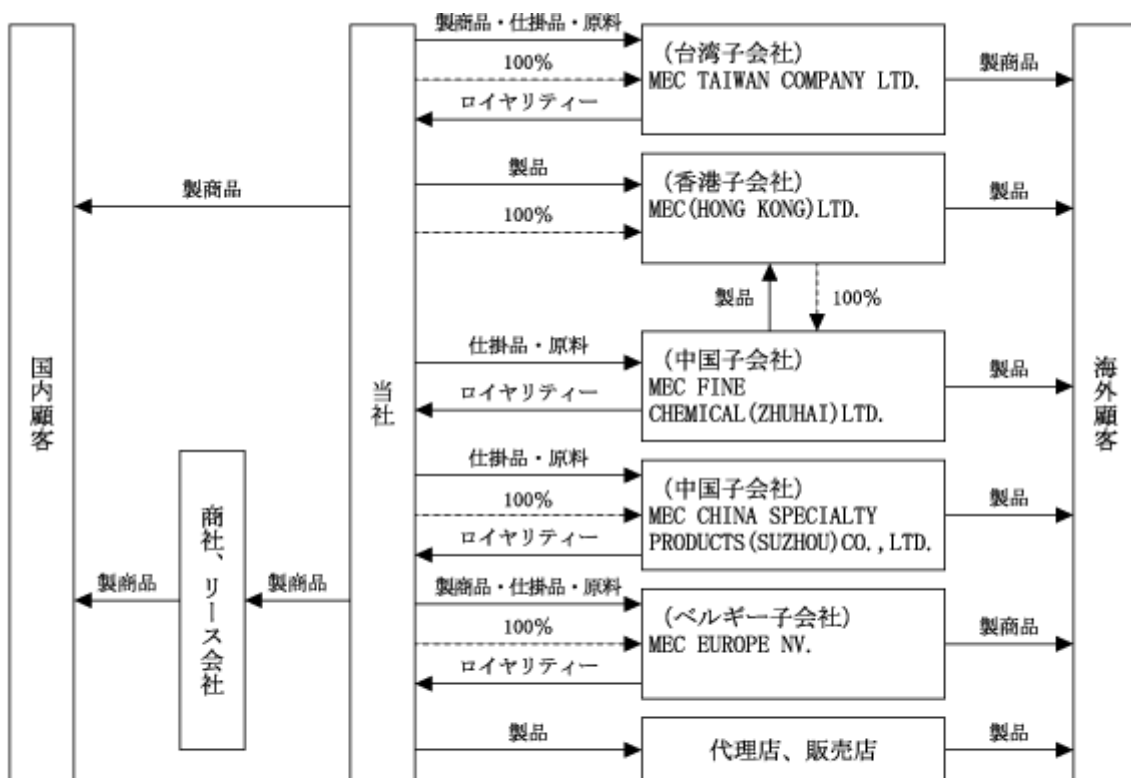 国内顧客
製商品
製商品
商社、リース会社
製商品
当社
製商品・仕掛品・原料
100%
ロイヤリティー
(台湾子会社)
MEC TAIWAN COMPANY LTD.
製商品
製品
100%
(香港子会社)
MEC(HONG KONG)LTD.
製品
製品
100%
仕掛品・原料
ロイヤリティー
(中国子会社)
MEC FINE
CHEMICAL(ZHUHAI)LTD.
製品
仕掛品・原料
100%
ロイヤリティー
(中国子会社)
MEC CHINA SPECIALTY
PRODUCTS(SUZHOU)CO.,LTD.
製品
製商品・仕掛品・原料
100%
ロイヤリティー
(ベルギー子会社)
MEC EUROPE NV.
製商品
製品
代理店、販売店
製品
海外顧客